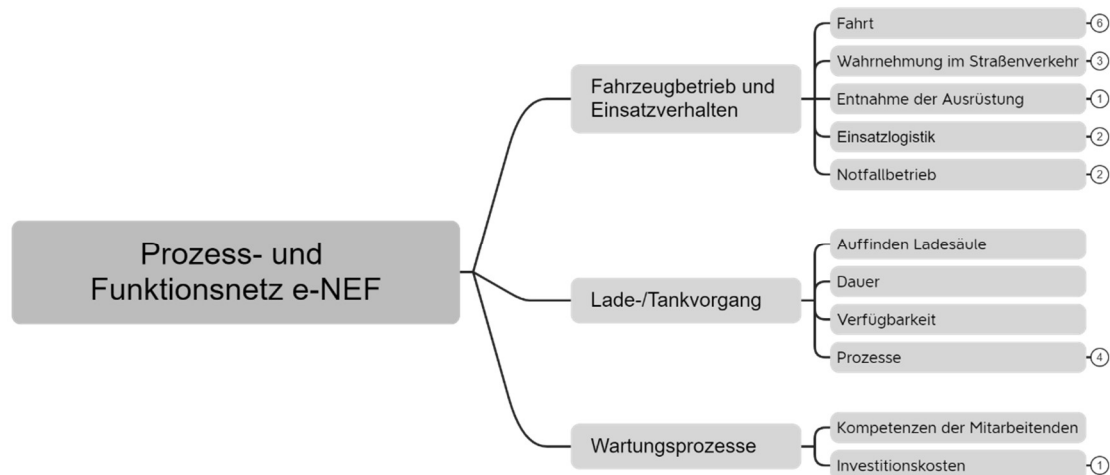 Prozess- und
Funktionsnetz e-NEF
Fahrzeugbetrieb und
Einsatzverhalten
Fahrt
6
Wahrnehmung im Straßenverkehr
3
Entnahme der Ausrüstung
1
Einsatzlogistik
2
Notfallbetrieb
2
Lade-/Tankvorgang
Auffinden Ladesäule
Dauer
Verfügbarkeit
Prozesse
4
Wartungsprozesse
Kompetenzen der Mitarbeitenden
Investitionskosten
1